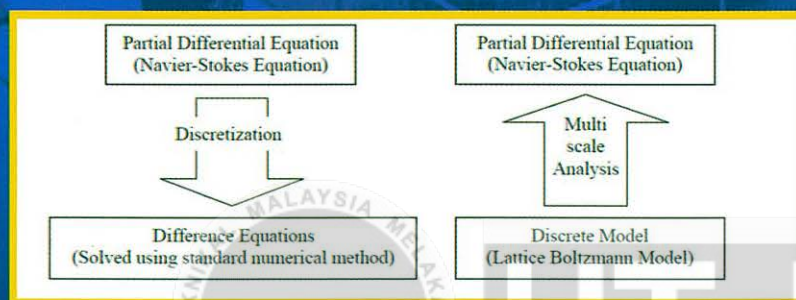 Partial Differential Equation
(Navier-Stokes Equation)
Discretization
Difference Equations
(Solved using standard numerical method)
Partial Differential Equation
(Navier-Stokes Equation)
Multi
scale
Analysis
Discrete Model
(Lattice Boltzmann Model)
MALAYSIA